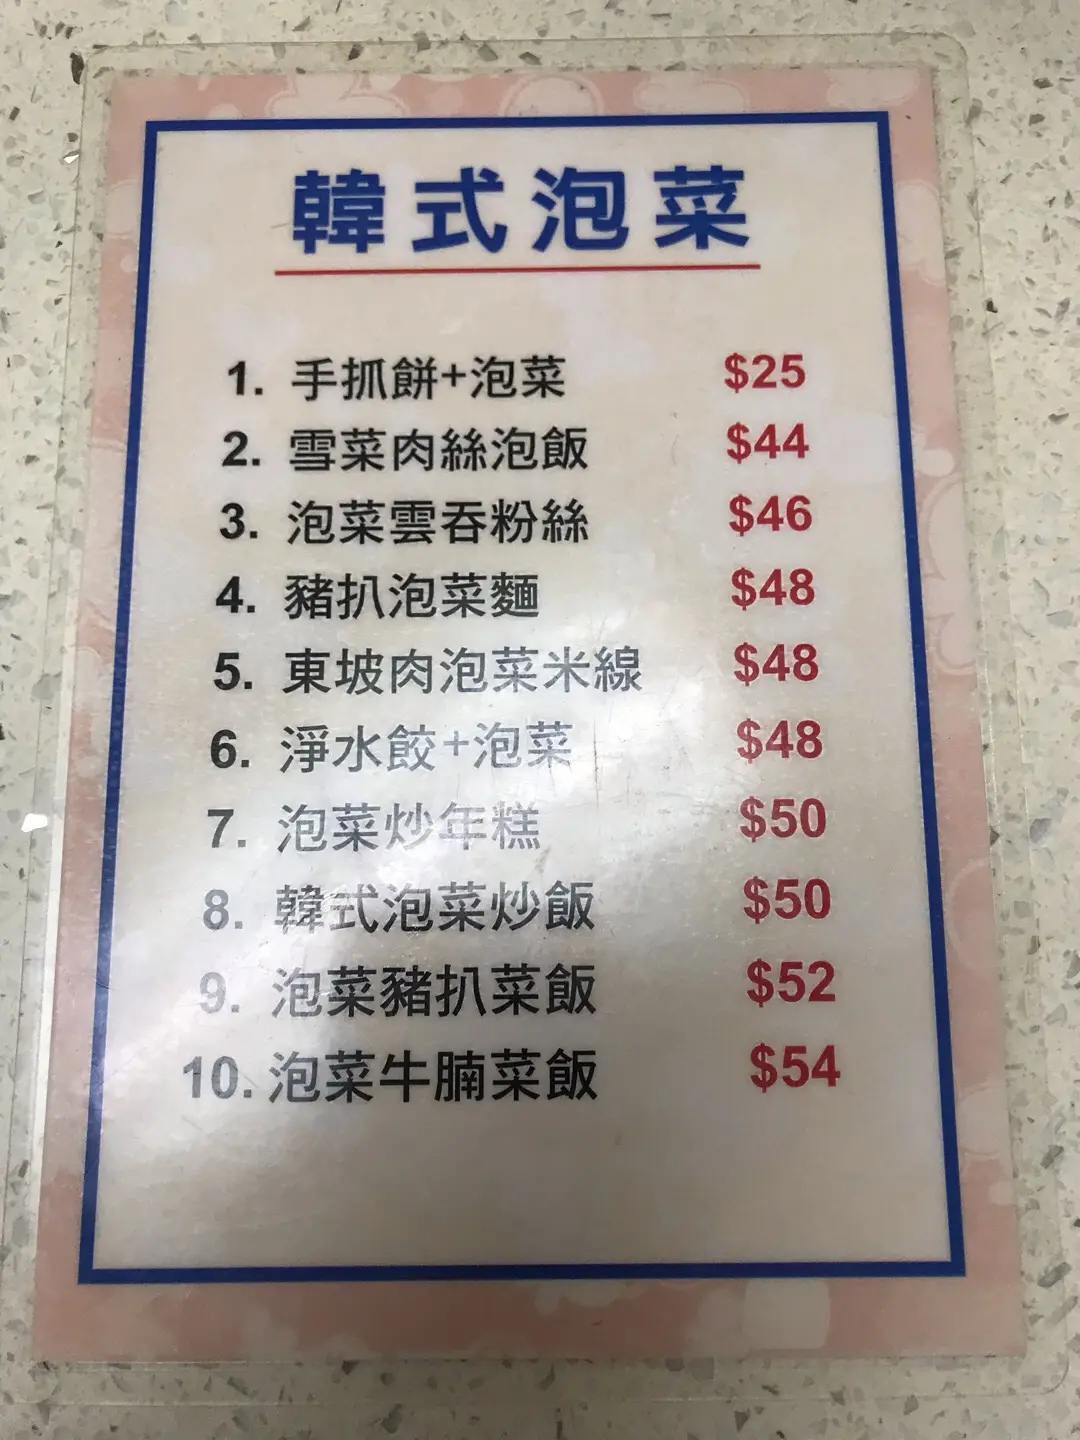 韓式泡菜
1. 手抓餅+泡菜 $25
2. 雪菜肉絲泡飯 $44
3. 泡菜雲吞粉絲 $46
4. 豬扒泡菜麵 $48
5. 東坡肉泡菜米線 $48
6. 淨水餃+泡菜 $48
7. 泡菜炒年糕 $50
8. 韓式泡菜炒飯 $50
9. 泡菜豬扒菜飯 $52
10. 泡菜牛腩菜飯 $54